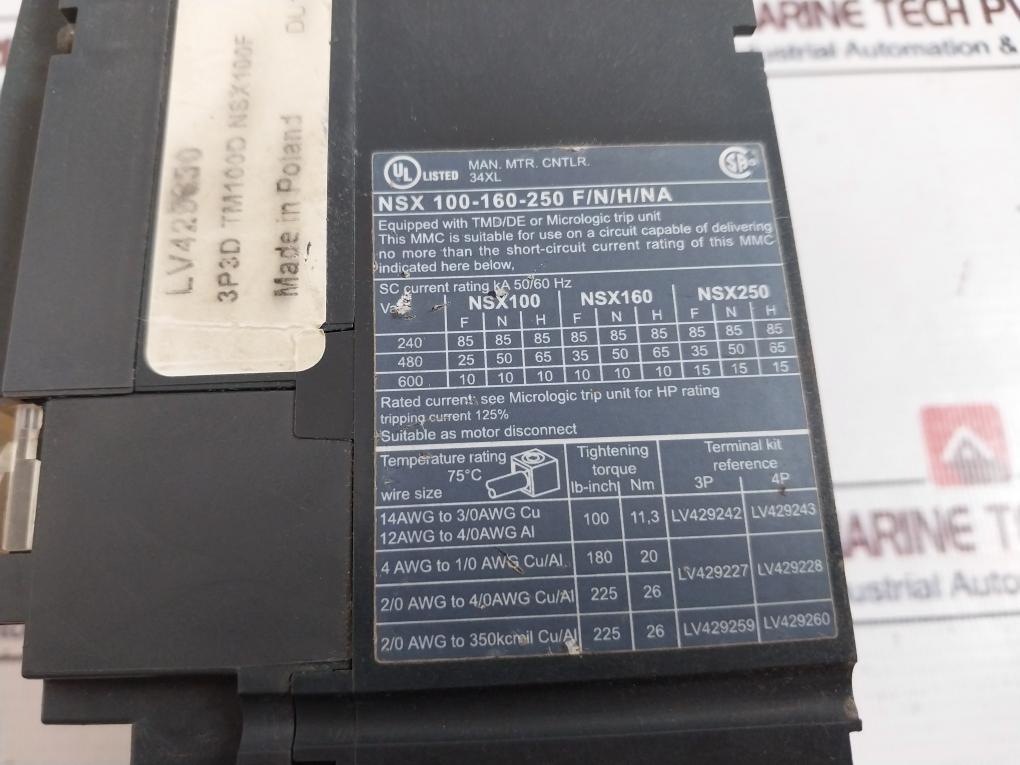 ARINE TECH PV
ustrial Automation &
LV429630
3P3D TM100D NSX100F
Made in Poland
UL LISTED MAN. MTR. CNTLR.
34XL
NSX 100-160-250 F/N/H/NA
Equipped with TMD/DE or Micrologic trip unit
This MMC is suitable for use on a circuit capable of delivering
no more than the short-circuit current rating of this MMC
indicated here below,
SC current rating kA 50/60 Hz
NSX100 NSX160 NSX250
F N H F N H F N H
240 85 85 85 85 85 85 85 85 85
480 25 50 65 35 50 65 35 50 65
600 10 10 10 10 10 10 15 15 15
Rated current: see Micrologic trip unit for HP rating
tripping current 125%
Suitable as motor disconnect
Temperature rating
75°C
wire size
Tightening
torque
lb-inch Nm
Terminal kit
reference
3P 4P
14AWG to 3/0AWG Cu
12AWG to 4/0AWG Al
100 11,3 LV429242 LV429243
4 AWG to 1/0 AWG Cu/Al 180 20
LV429227 LV429228
2/0 AWG to 4/0AWG Cu/Al 225 26
2/0 AWG to 350kcmil Cu/Al 225 26 LV429259 LV429260
ARINE TE
ustrial Auto